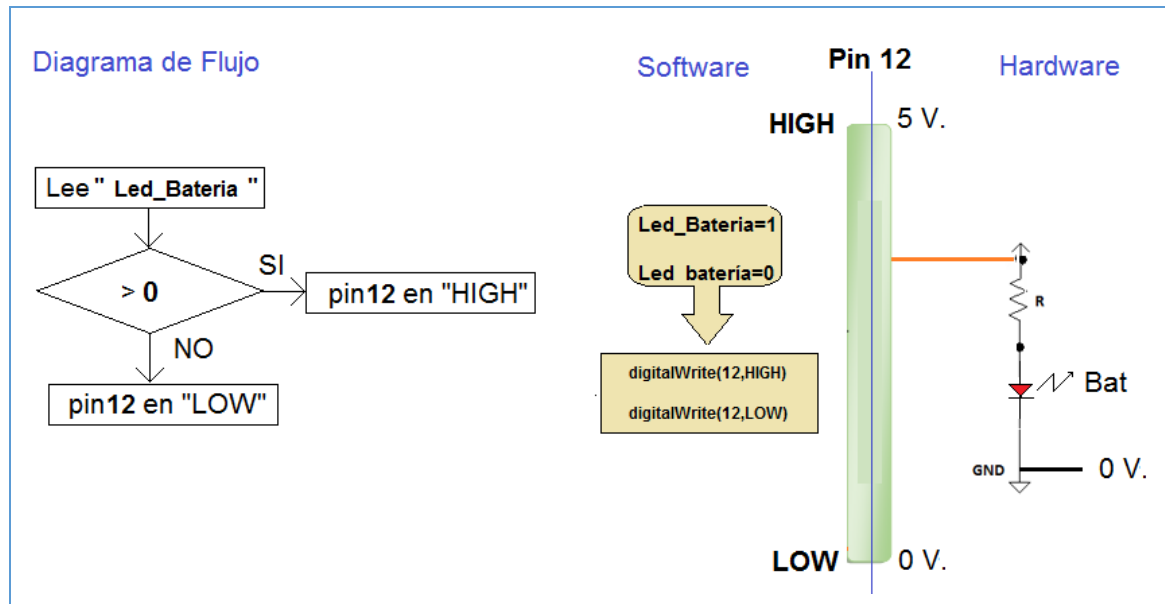 Diagrama de Flujo
Lee " Led_Bateria "
> 0
SI
pin12 en "HIGH"
NO
pin12 en "LOW"
Software
Pin 12
Hardware
HIGH
5 V.
Led_Bateria=1
Led_batería=0
digitalWrite(12,HIGH)
digitalWrite(12,LOW)
R
Bat
GND
0 V.
LOW
0 V.